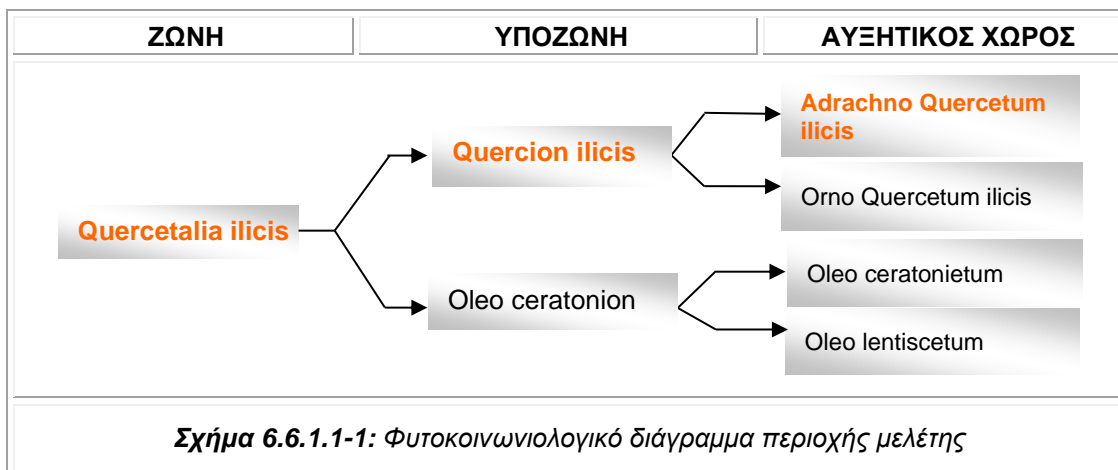 ΖΩΝΗ
ΥΠΟΖΩΝΗ
ΑΥΞΗΤΙΚΟΣ ΧΩΡΟΣ
Quercetalia ilicis
Quercion ilicis
Oleo ceratonion
Adrachno Quercetum
ilicis
Orno Quercetum ilicis
Oleo ceratonietum
Oleo lentiscetum
Σχήμα 6.6.1.1-1: Φυτοκοινωνιολογικό διάγραμμα περιοχής μελέτης